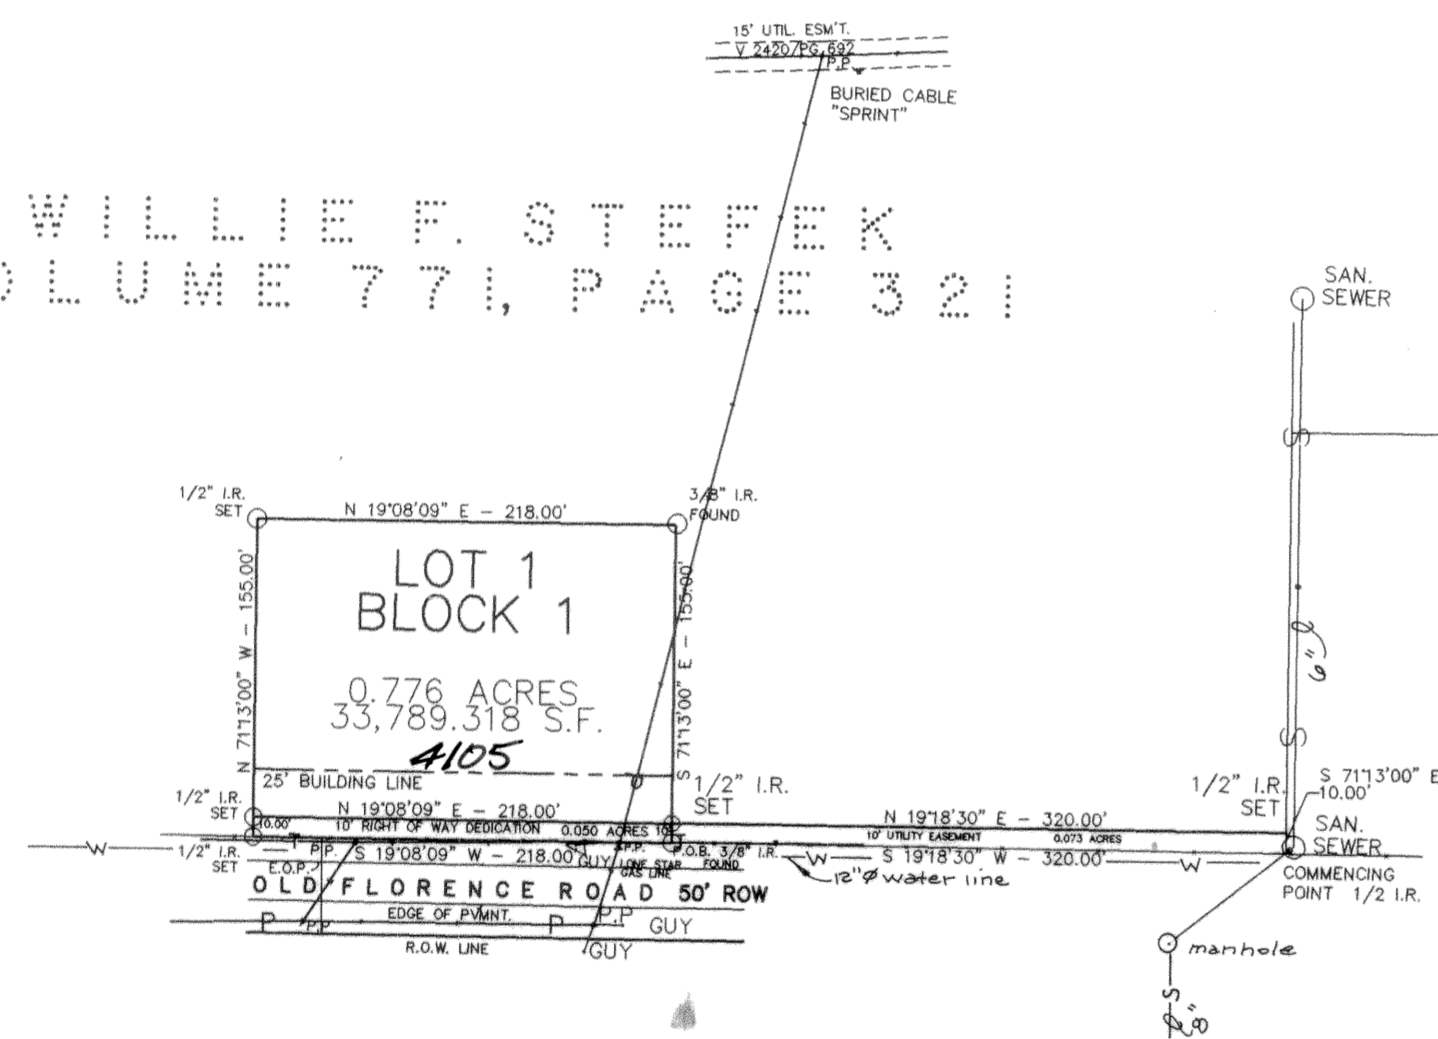 15' UTIL. ESM'T.
V 2420/PG 692
P.P.
BURIED CABLE
"SPRINT"
WILLIE F. STEFEK
OLUME 771, PAGE 321
SAN.
SEWER
1/2" I.R.
SET
N 19°08'09" E - 218.00'
3/8" I.R.
FOUND
LOT 1
BLOCK 1
N 71°13'00" W - 155.00'
S 71°13'00" E - 155.00'
0.776 ACRES
33,789.318 S.F.
4105
25' BUILDING LINE
S
6"
S
1/2" I.R.
SET
1/2" I.R.
SET
1/2" I.R.
SET
S 71°13'00" E
10.00'
N 19°08'09" E - 218.00'
N 19°18'30" E - 320.00'
SAN.
SEWER
10.00'
10' RIGHT OF WAY DEDICATION 0.050 ACRES
10' UTILITY EASEMENT 0.073 ACRES
W
1/2" I.R.
SET
P.P.
S 19°08'09" W - 218.00'
GUY
P.P.
LONE STAR
GAS LINE
P.O.B. 3/8" I.R.
FOUND
W
S 19°18'30" W - 320.00'
W
E.O.P.
12"ø water line
COMMENCING
POINT 1/2 I.R.
OLD FLORENCE ROAD 50' ROW
P
P.P.
EDGE OF PVMNT.
P
P.P
GUY
R.O.W. LINE
GUY
manhole
S
8"